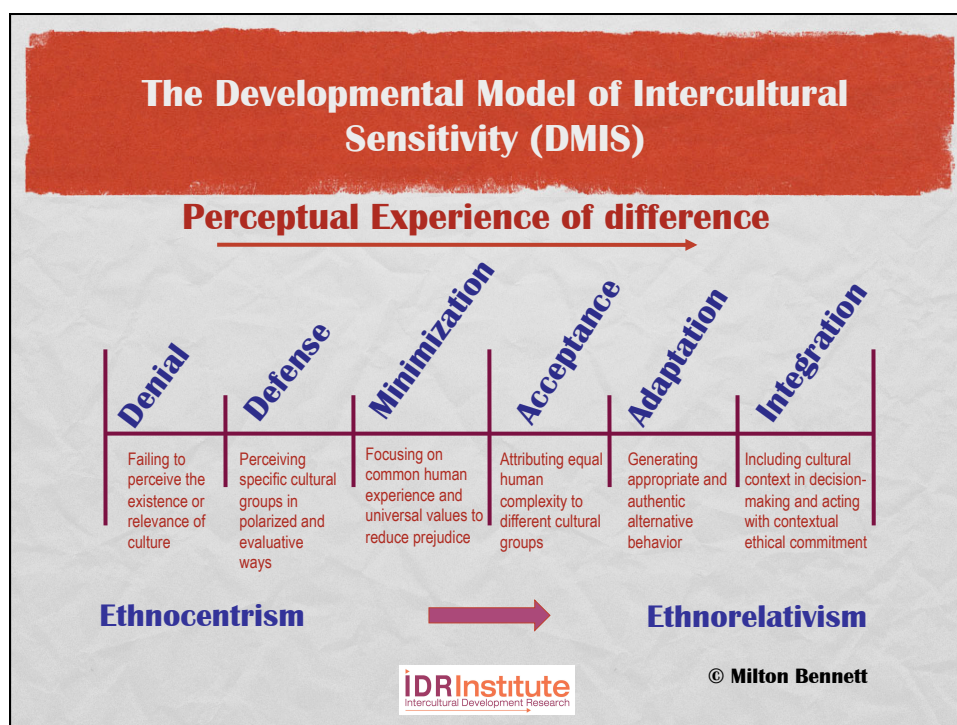 The Developmental Model of Intercultural
Sensitivity (DMIS)
Perceptual Experience of difference
Denial
Defense
Minimization
Acceptance
Adaptation
Integration
Failing to
perceive the
existence or
relevance of
culture
Perceiving
specific cultural
groups in
polarized and
evaluative
ways
Focusing on
common human
experience and
universal values to
reduce prejudice
Attributing equal
human
complexity to
different cultural
groups
Generating
appropriate and
authentic
alternative
behavior
Including cultural
context in decision-
making and acting
with contextual
ethical commitment
Ethnocentrism
Ethnorelativism
IDRInstitute
Intercultural Development Research
© Milton Bennett